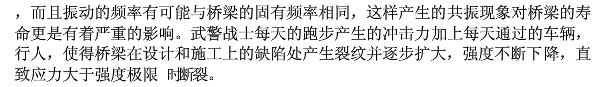 ，而且振动的频率有可能与桥梁的固有频率相同，这样产生的共振现象对桥梁的寿
命更是有着严重的影响。武警战士每天的跑步产生的冲击力加上每天通过的车辆，
行人，使得桥梁在设计和施工上的缺陷处产生裂纹并逐步扩大，强度不断下降，直
致应力大于强度极限 时断裂。